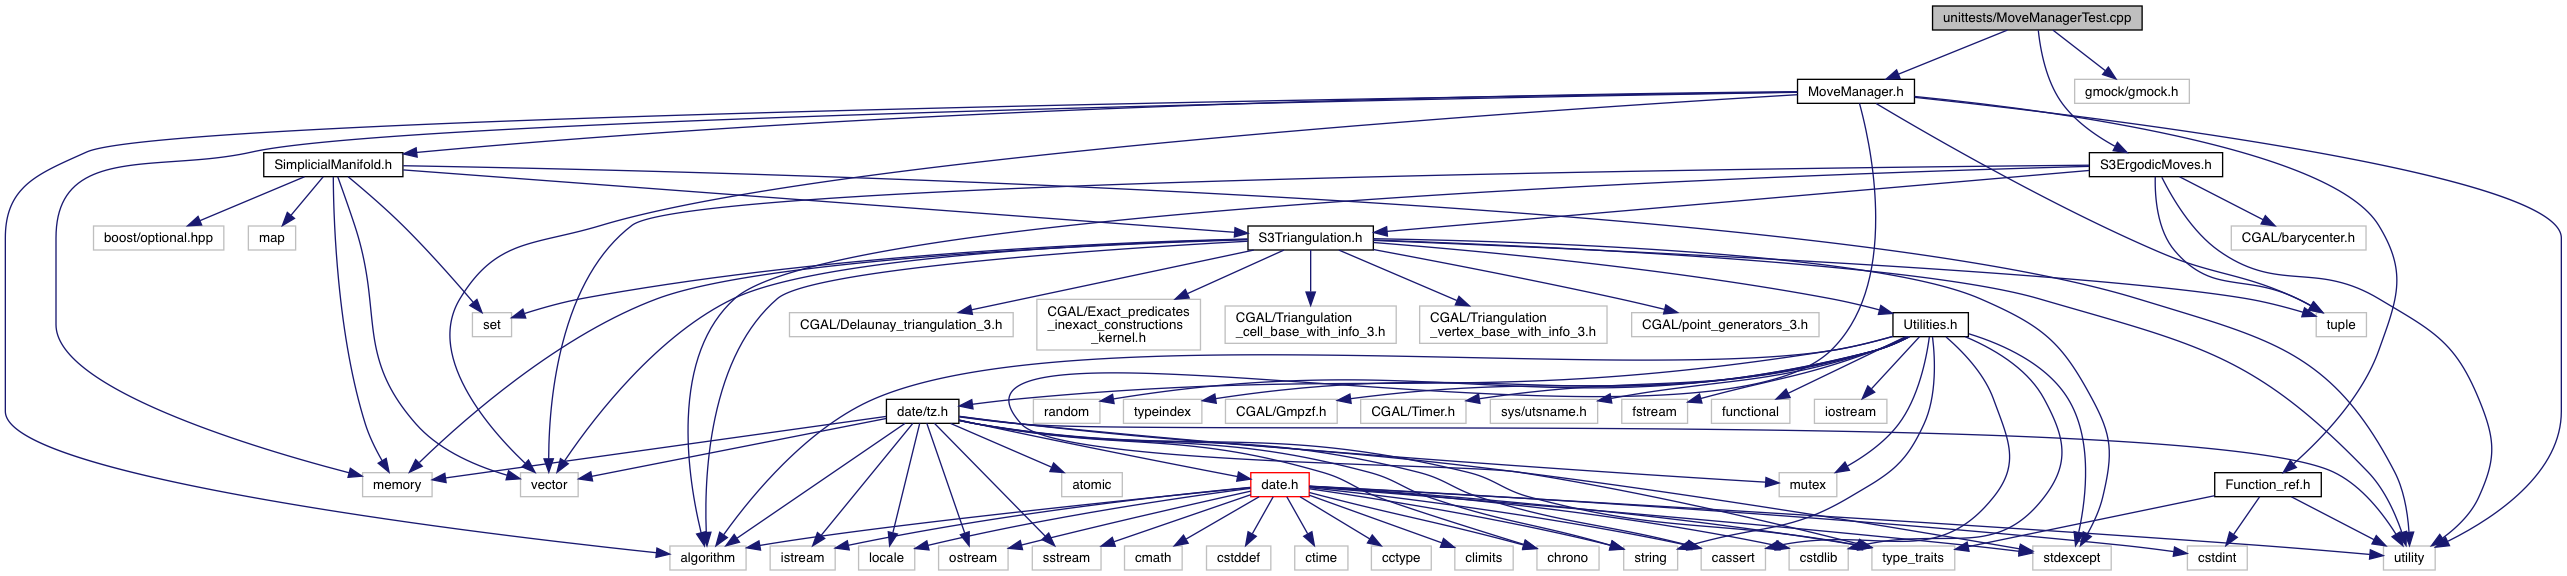 unittests/MoveManagerTest.cpp
MoveManager.h
gmock/gmock.h
SimplicialManifold.h
S3ErgodicMoves.h
boost/optional.hpp
map
S3Triangulation.h
CGAL/barycenter.h
set
CGAL/Delaunay_triangulation_3.h
CGAL/Exact_predicates
_inexact_constructions
_kernel.h
CGAL/Triangulation
_cell_base_with_info_3.h
CGAL/Triangulation
_vertex_base_with_info_3.h
CGAL/point_generators_3.h
Utilities.h
tuple
date/tz.h
random
typeindex
CGAL/Gmpzf.h
CGAL/Timer.h
sys/utsname.h
fstream
functional
iostream
memory
vector
atomic
date.h
mutex
Function_ref.h
algorithm
istream
locale
ostream
sstream
cmath
cstddef
ctime
cctype
climits
chrono
string
cassert
cstdlib
type_traits
stdexcept
cstdint
utility